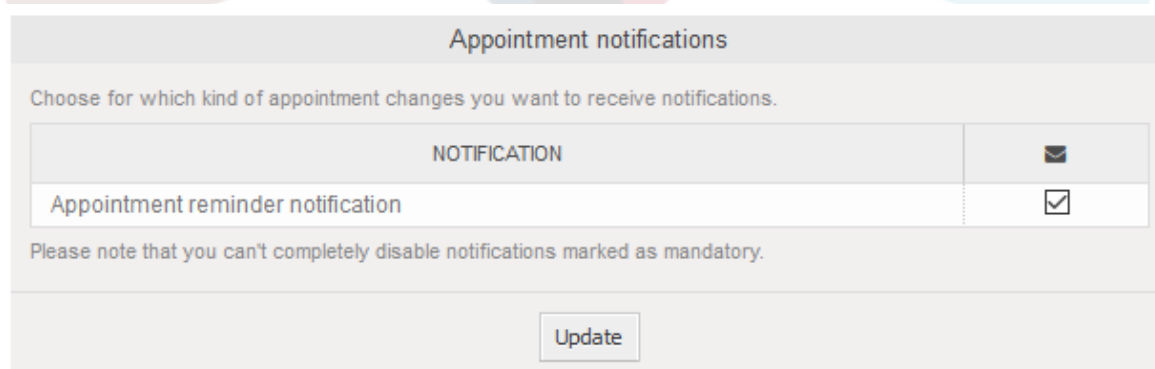 Appointment notifications
Choose for which kind of appointment changes you want to receive notifications.
NOTIFICATION
Appointment reminder notification
Please note that you can't completely disable notifications marked as mandatory.
Update